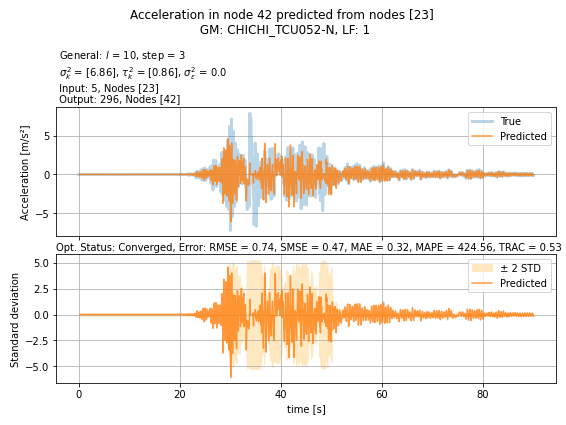 Acceleration in node 42 predicted from nodes [23]
GM: CHICHI_TCU052-N, LF: 1
General: l = 10, step = 3
σ²ₖ = [6.86], τ²ₖ = [0.86], σ²ε = 0.0
Input: 5, Nodes [23]
Output: 296, Nodes [42]
True
Predicted
Acceleration [m/s²]
5
0
−5
Opt. Status: Converged, Error: RMSE = 0.74, SMSE = 0.47, MAE = 0.32, MAPE = 424.56, TRAC = 0.53
± 2 STD
Predicted
Standard deviation
5.0
2.5
0.0
−2.5
−5.0
0 20 40 60 80
time [s]